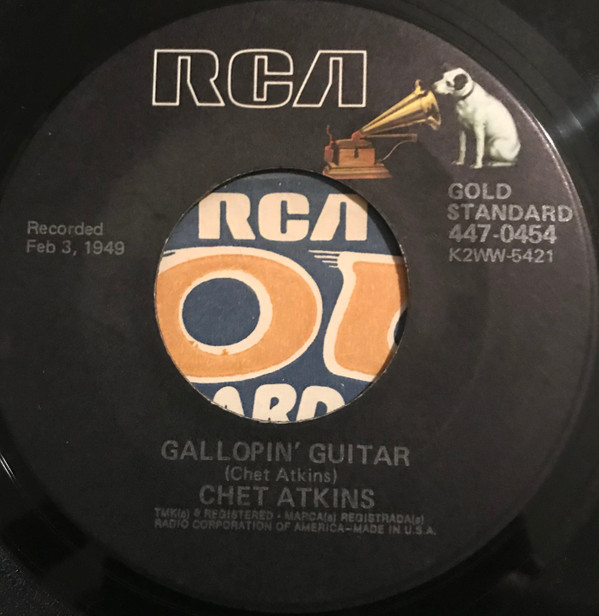 RCA
GOLD
STANDARD
447-0454
K2WW-5421
Recorded
Feb 3, 1949
RCA
ARD
GALLOPIN' GUITAR
(Chet Atkins)
CHET ATKINS
TMK(s) ® REGISTERED • MARCA(s) REGISTRADA(s)
RADIO CORPORATION OF AMERICA—MADE IN U.S.A.